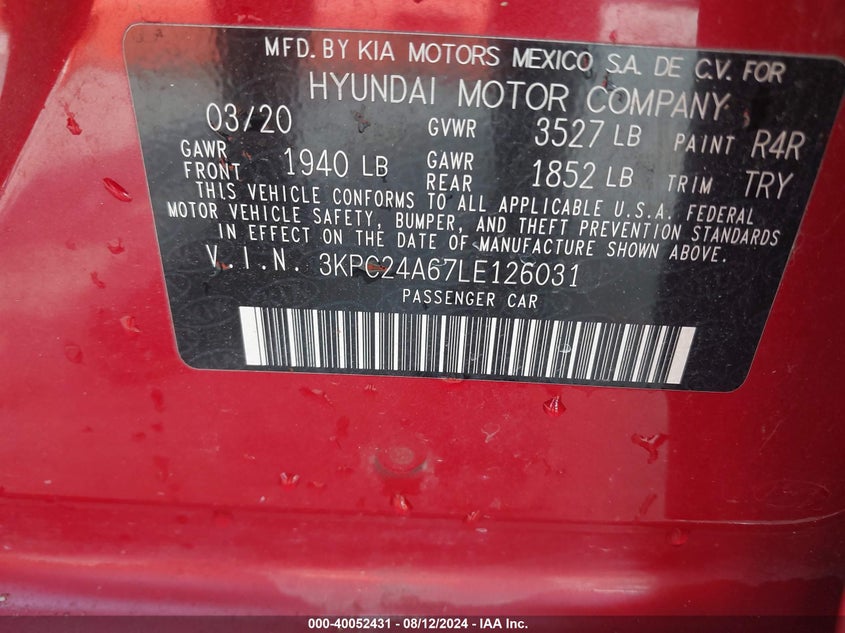 MFD. BY KIA MOTORS MEXICO S.A. DE C.V. FOR
HYUNDAI MOTOR COMPANY
03/20 GVWR 3527 LB PAINT R4R
GAWR FRONT 1940 LB GAWR REAR 1852 LB TRIM TRY
THIS VEHICLE CONFORMS TO ALL APPLICABLE U.S.A. FEDERAL
MOTOR VEHICLE SAFETY, BUMPER, AND THEFT PREVENTION STANDARDS
IN EFFECT ON THE DATE OF MANUFACTURE SHOWN ABOVE.
V.I.N. 3KPC24A67LE126031
PASSENGER CAR
000-40052431 - 08/12/2024 - IAA Inc.